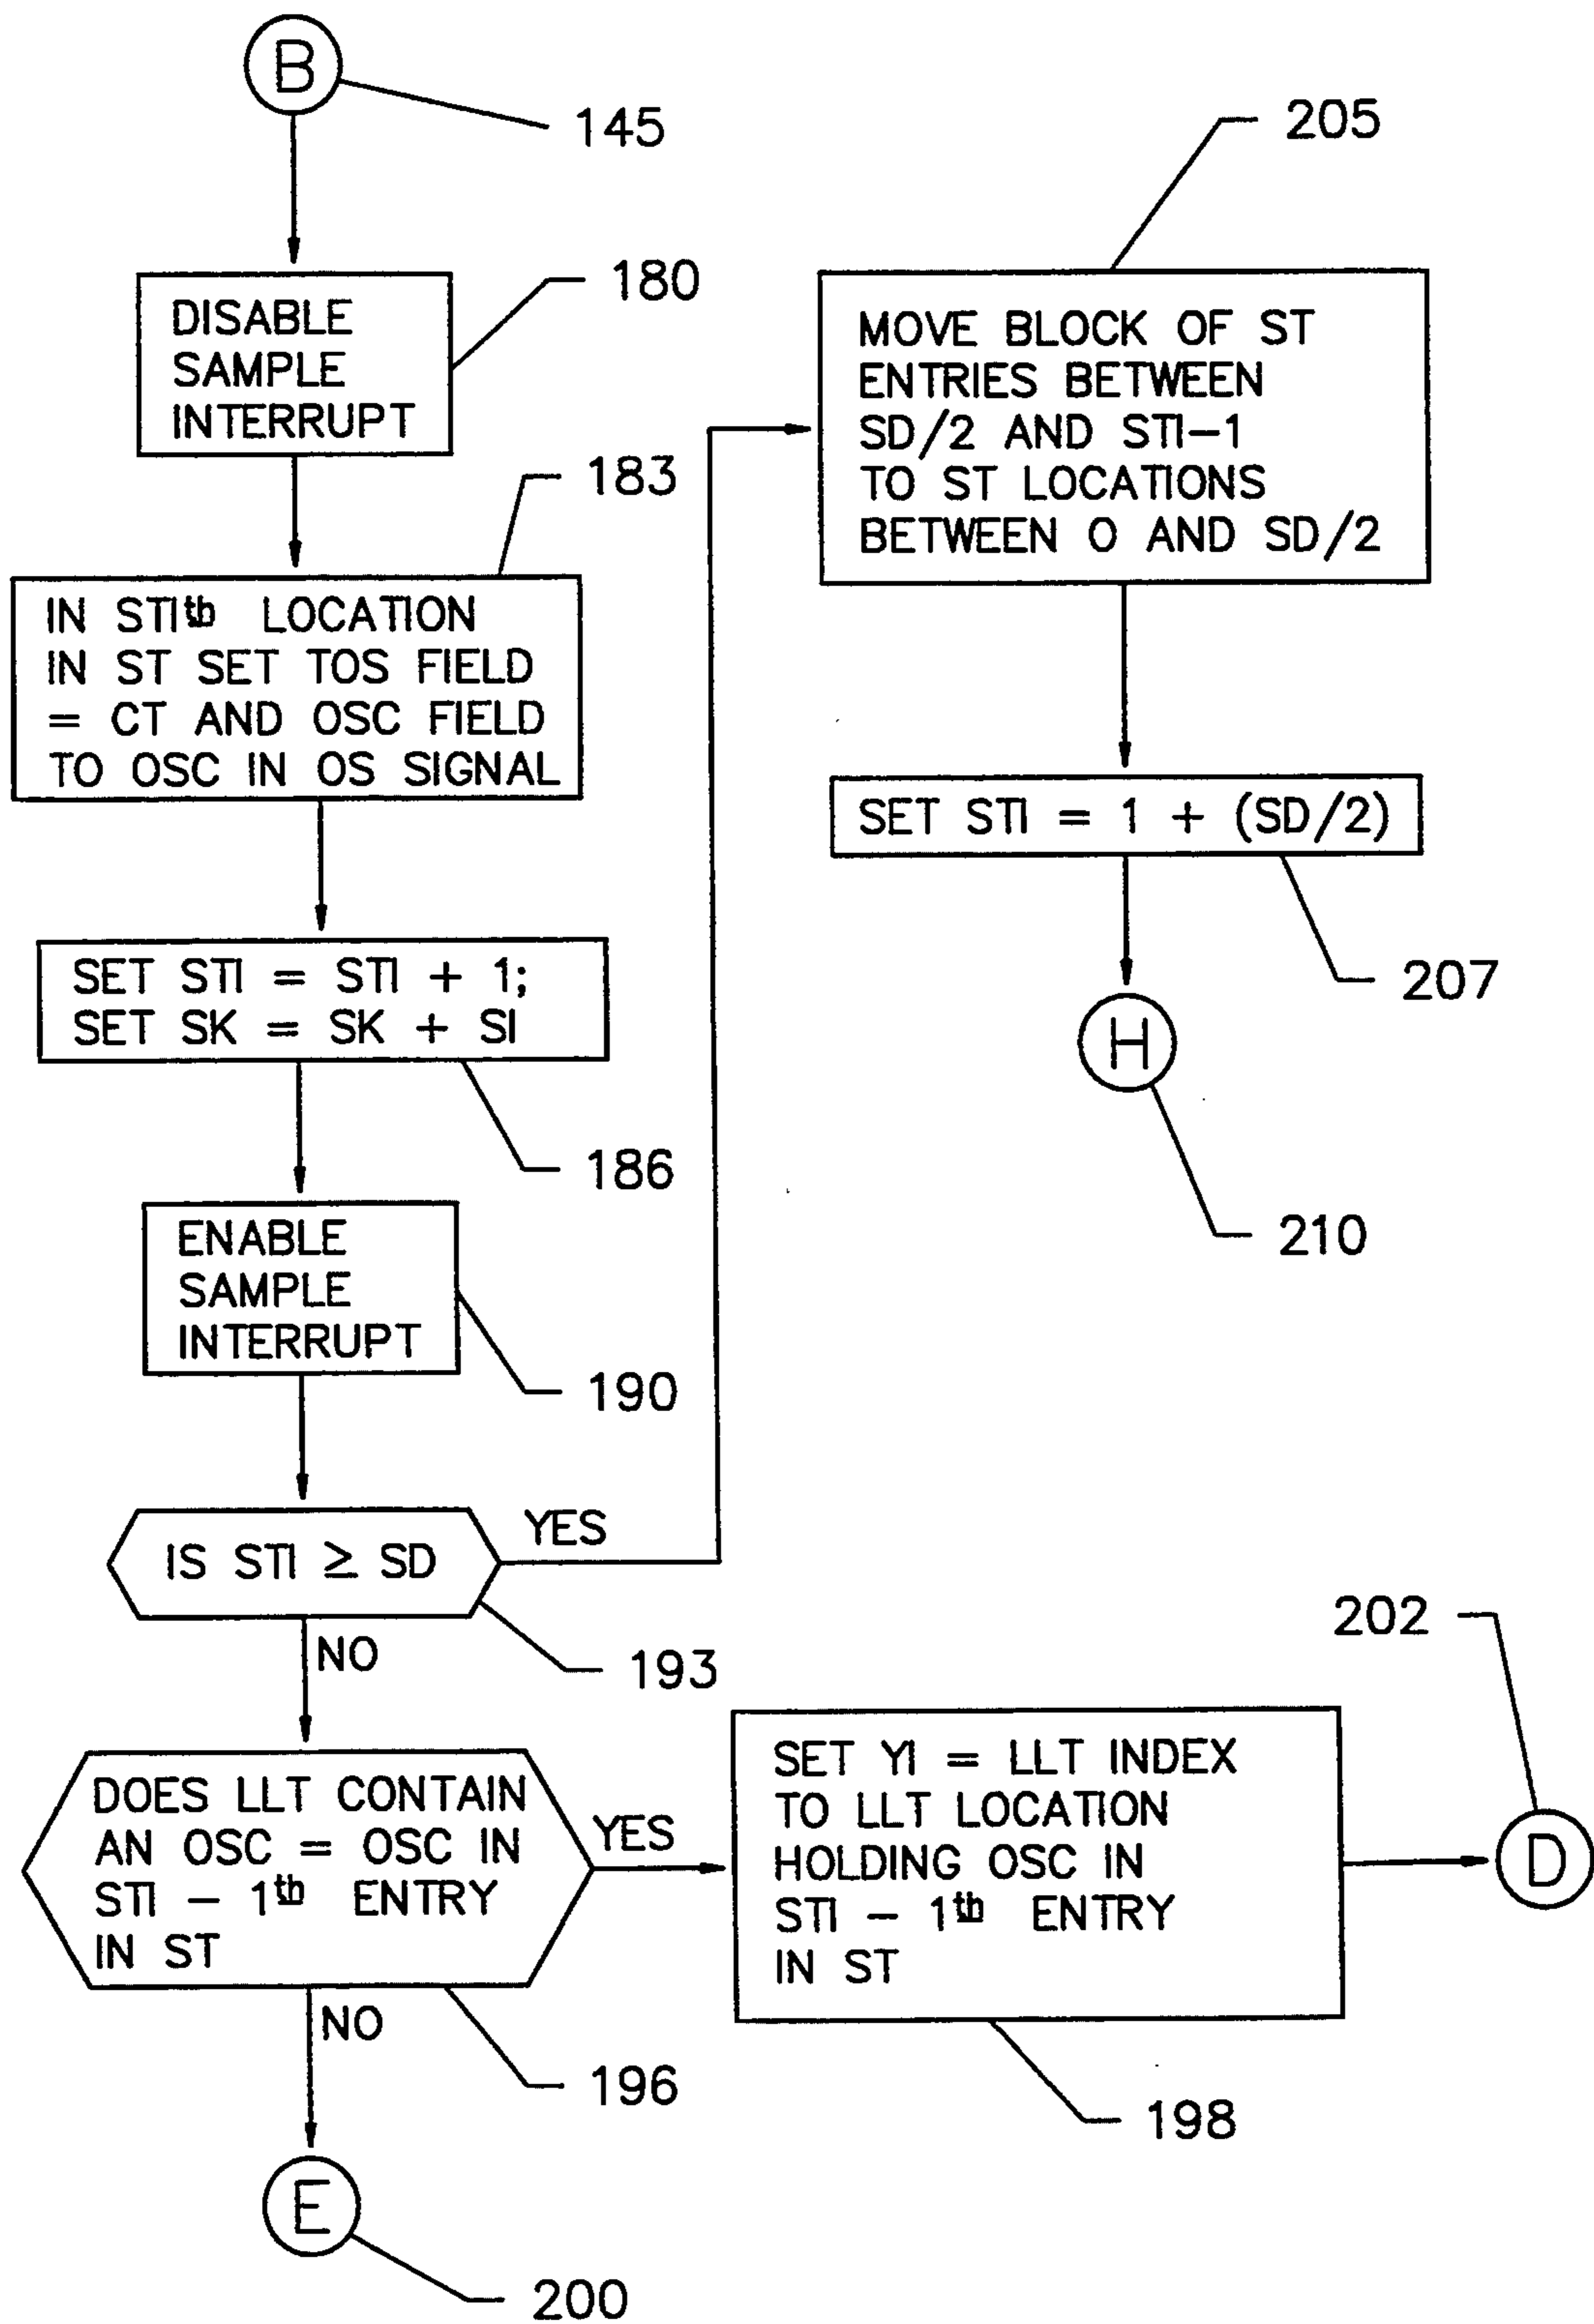 B
145
DISABLE
SAMPLE
INTERRUPT
180
IN STIth LOCATION
IN ST SET TOS FIELD
= CT AND OSC FIELD
TO OSC IN OS SIGNAL
183
SET STI = STI + 1;
SET SK = SK + SI
186
ENABLE
SAMPLE
INTERRUPT
190
IS STI ≥ SD
YES
NO
193
DOES LLT CONTAIN
AN OSC = OSC IN
STI - 1th ENTRY
IN ST
YES
NO
196
E
200
SET YI = LLT INDEX
TO LLT LOCATION
HOLDING OSC IN
STI - 1th ENTRY
IN ST
198
D
202
205
MOVE BLOCK OF ST
ENTRIES BETWEEN
SD/2 AND STI-1
TO ST LOCATIONS
BETWEEN 0 AND SD/2
SET STI = 1 + (SD/2)
207
H
210